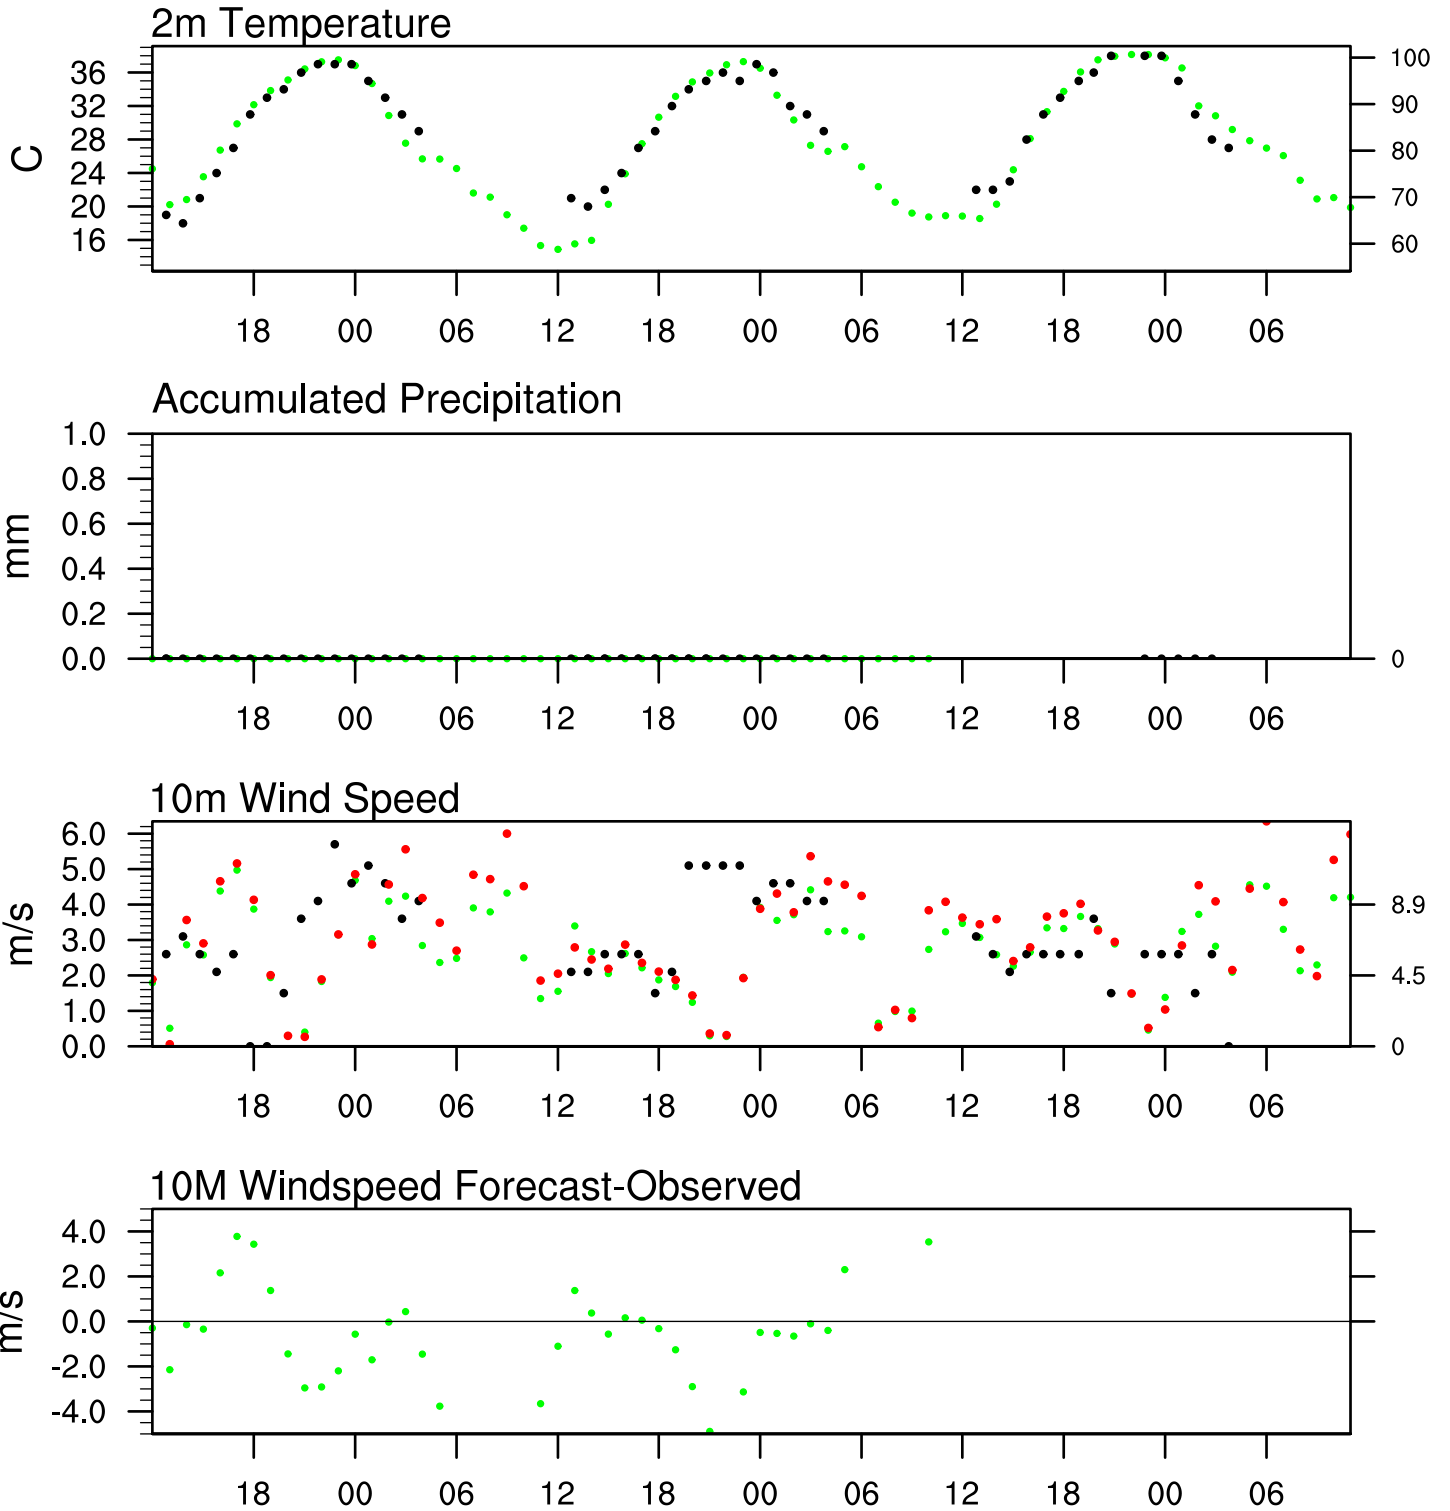 2m Temperature
C
36
32
28
24
20
16
100
90
80
70
60
18 00 06 12 18 00 06 12 18 00 06
Accumulated Precipitation
mm
1.0
0.8
0.6
0.4
0.2
0.0
0
18 00 06 12 18 00 06 12 18 00 06
10m Wind Speed
m/s
6.0
5.0
4.0
3.0
2.0
1.0
0.0
8.9
4.5
0
18 00 06 12 18 00 06 12 18 00 06
10M Windspeed Forecast-Observed
m/s
4.0
2.0
0.0
-2.0
-4.0
18 00 06 12 18 00 06 12 18 00 06